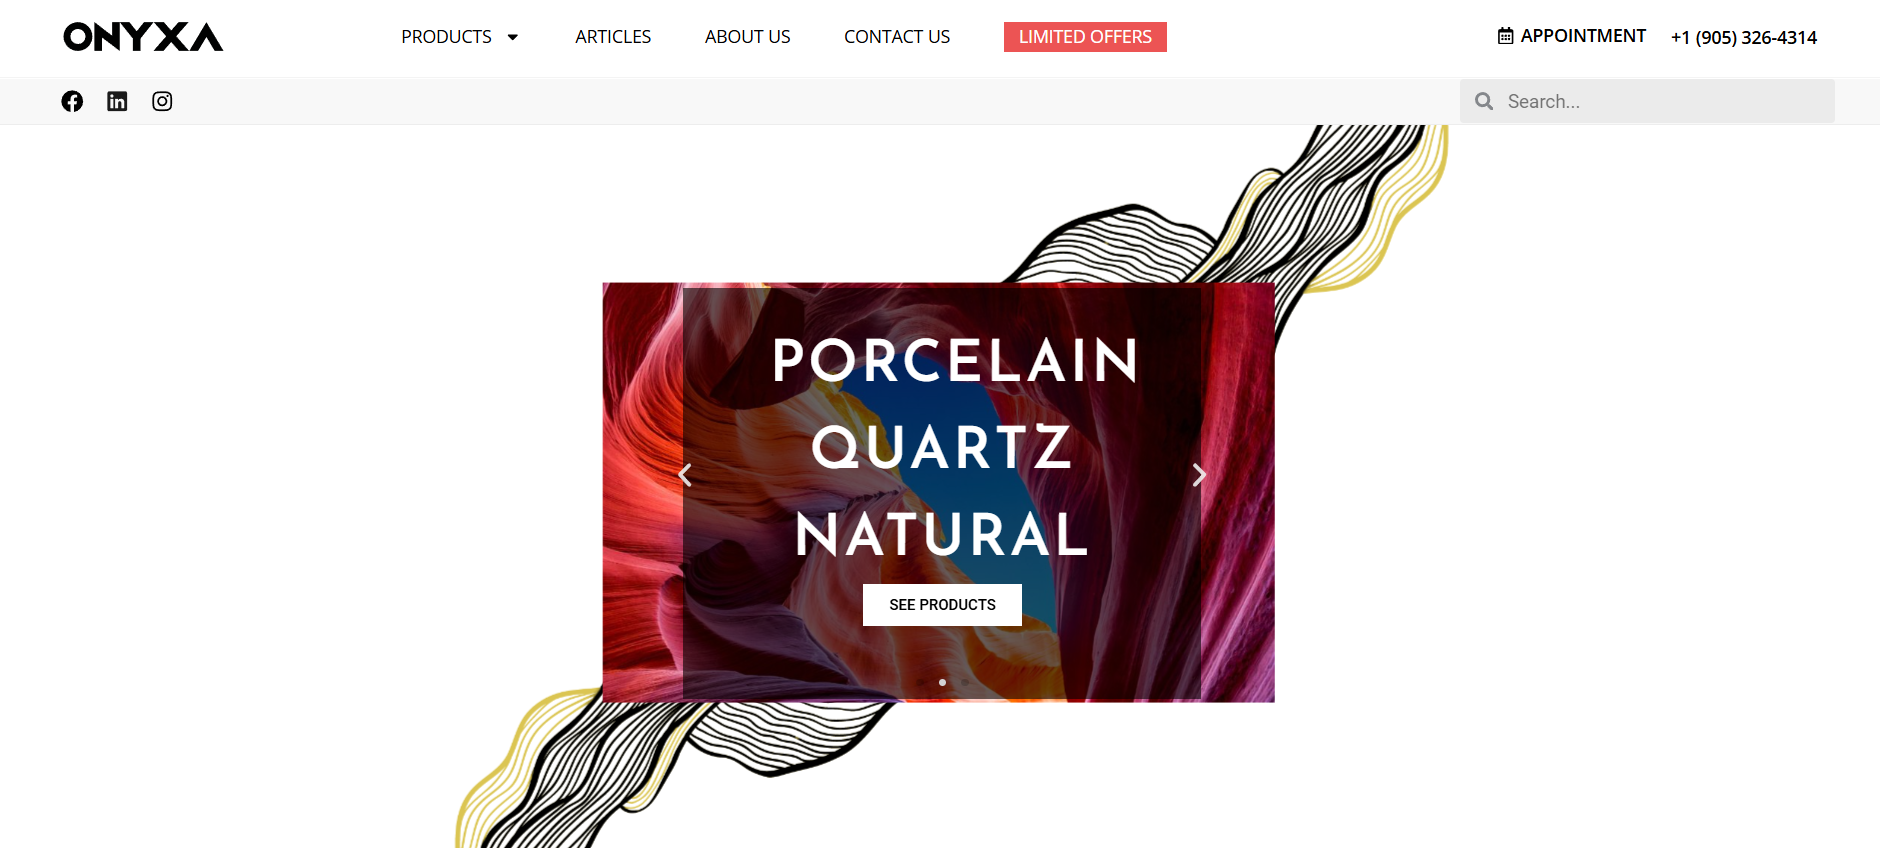 ONYXA
PRODUCTS
ARTICLES
ABOUT US
CONTACT US
LIMITED OFFERS
APPOINTMENT
+1 (905) 326-4314
Search...
PORCELAIN
QUARTZ
NATURAL
SEE PRODUCTS